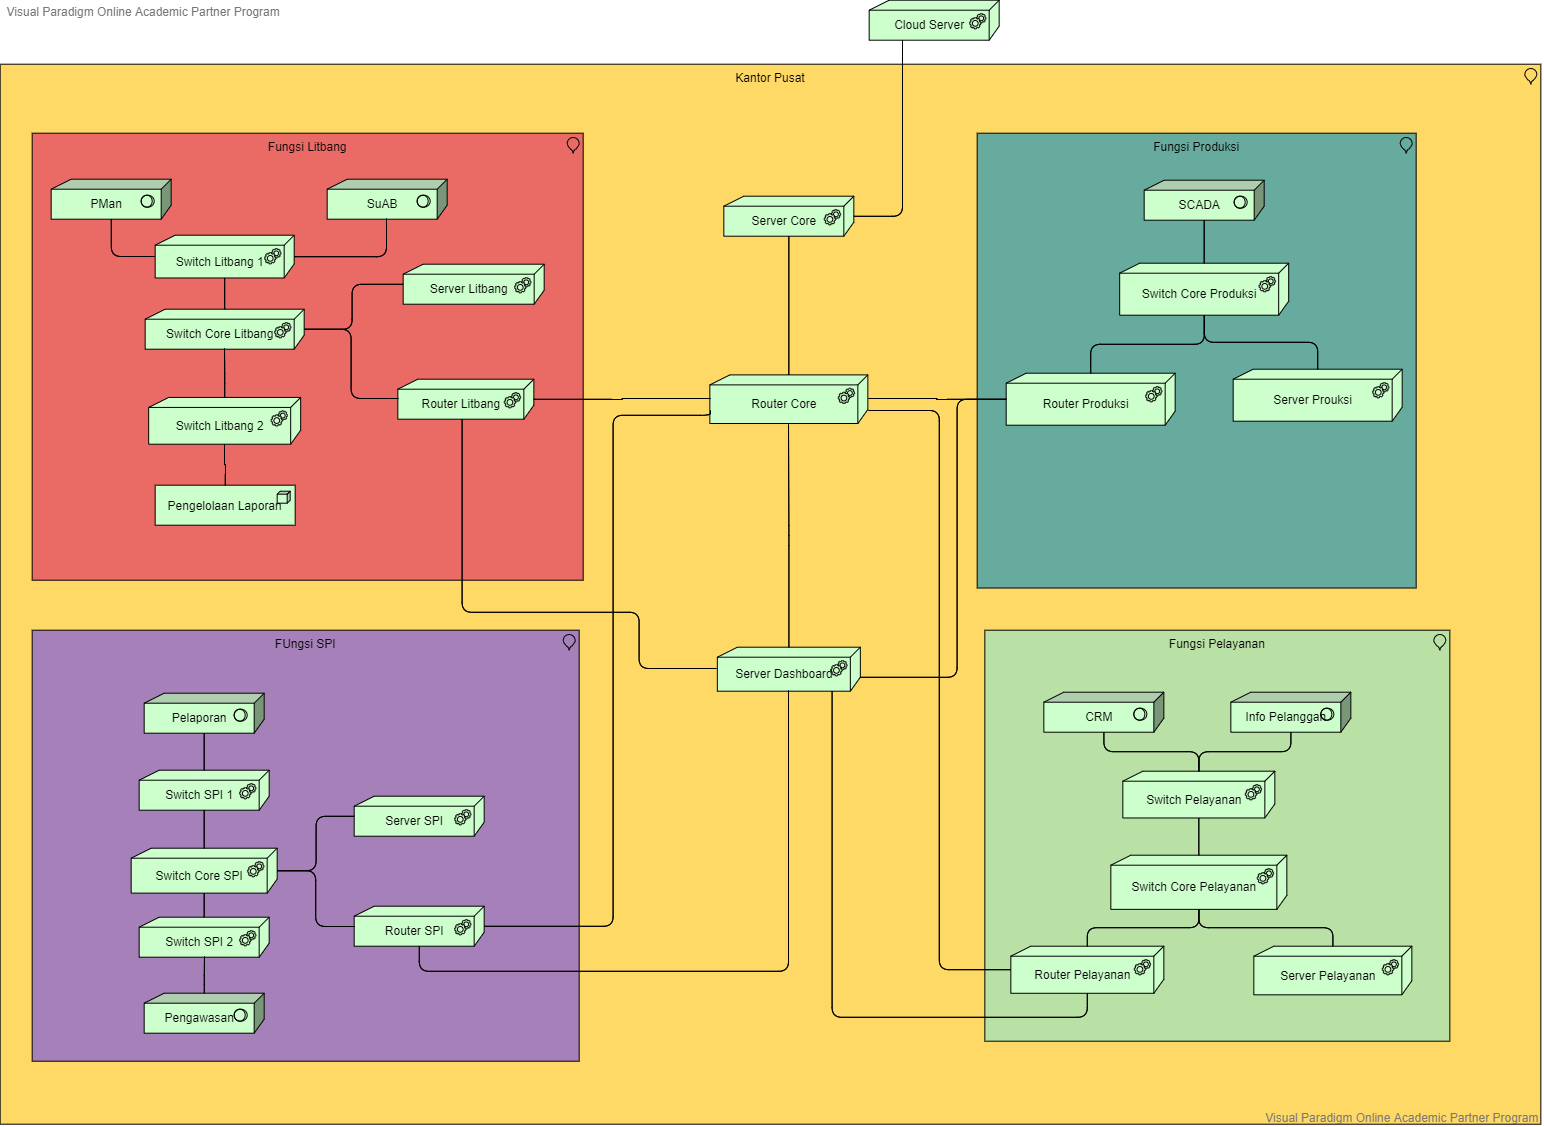 Visual Paradigm Online Academic Partner Program
Cloud Server
Kantor Pusat
Fungsi Litbang
PMan
SuAB
Switch Litbang 1
Server Litbang
Switch Core Litbang
Router Litbang
Switch Litbang 2
Pengelolaan Laporan
Server Core
Router Core
Server Dashboard
Fungsi Produksi
SCADA
Switch Core Produksi
Router Produksi
Server Prouksi
FUngsi SPI
Pelaporan
Switch SPI 1
Server SPI
Switch Core SPI
Router SPI
Switch SPI 2
Pengawasan
Fungsi Pelayanan
CRM
Info Pelanggan
Switch Pelayanan
Switch Core Pelayanan
Router Pelayanan
Server Pelayanan
Visual Paradigm Online Academic Partner Program